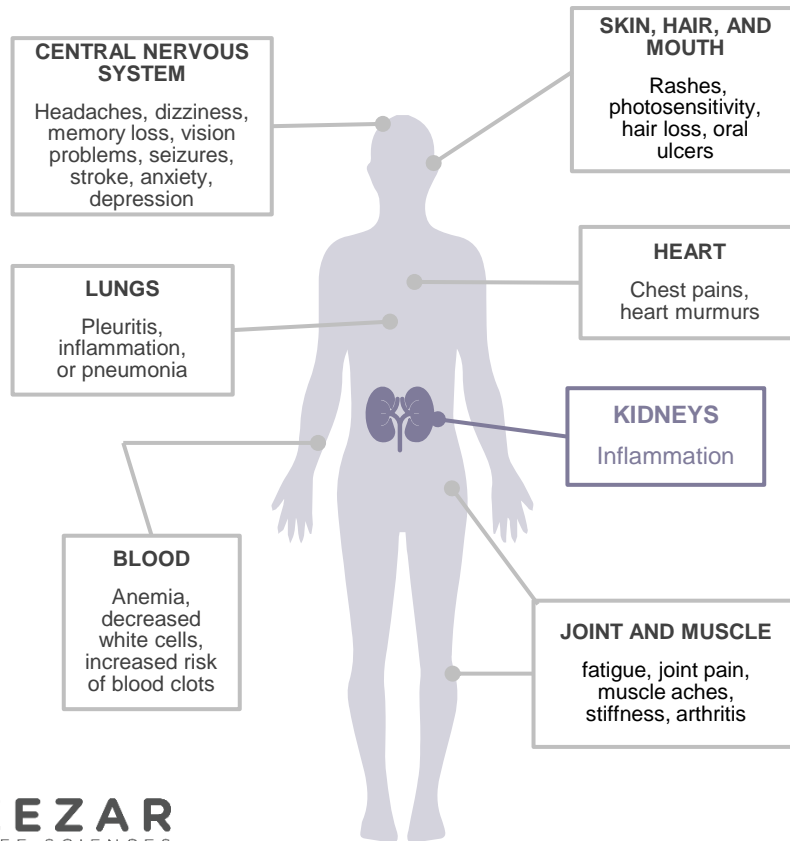 CENTRAL NERVOUS
SYSTEM
Headaches, dizziness,
memory loss, vision
problems, seizures,
stroke, anxiety,
depression
SKIN, HAIR, AND
MOUTH
Rashes,
photosensitivity,
hair loss, oral
ulcers
LUNGS
Pleuritis,
inflammation,
or pneumonia
HEART
Chest pains,
heart murmurs
KIDNEYS
Inflammation
BLOOD
Anemia,
decreased
white cells,
increased risk
of blood clots
JOINT AND MUSCLE
fatigue, joint pain,
muscle aches,
stiffness, arthritis
EZAR